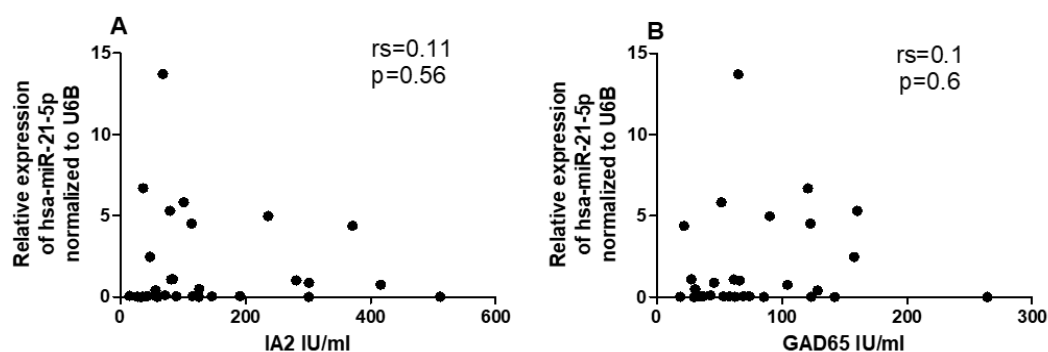 A
rs=0.11
p=0.56
Relative expression
of hsa-miR-21-5p
normalized to U6B
15
10
5
0
0 200 400 600
IA2 IU/ml
B
rs=0.1
p=0.6
Relative expression
of hsa-miR-21-5p
normalized to U6B
15
10
5
0
0 100 200 300
GAD65 IU/ml